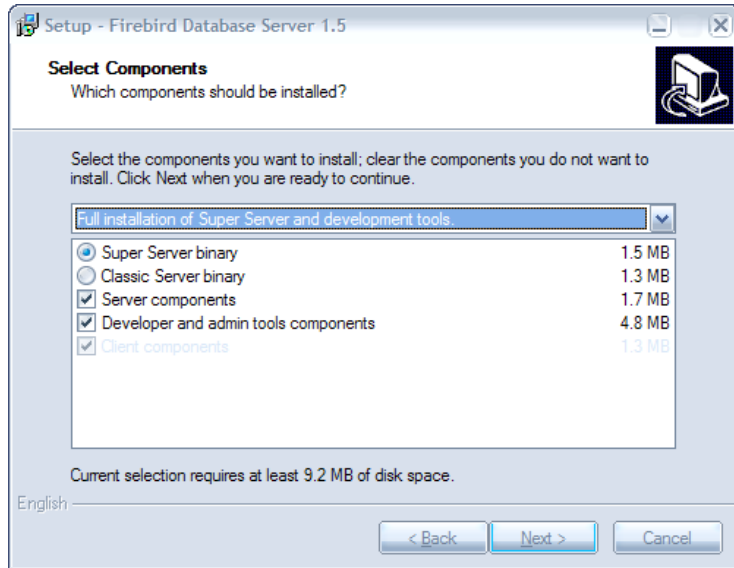 Setup - Firebird Database Server 1.5
Select Components
Which components should be installed?
Select the components you want to install; clear the components you do not want to
install. Click Next when you are ready to continue.
Full installation of Super Server and development tools.
Super Server binary 1.5 MB
Classic Server binary 1.3 MB
Server components 1.7 MB
Developer and admin tools components 4.8 MB
Client components 1.3 MB
Current selection requires at least 9.2 MB of disk space.
English
< Back Next > Cancel